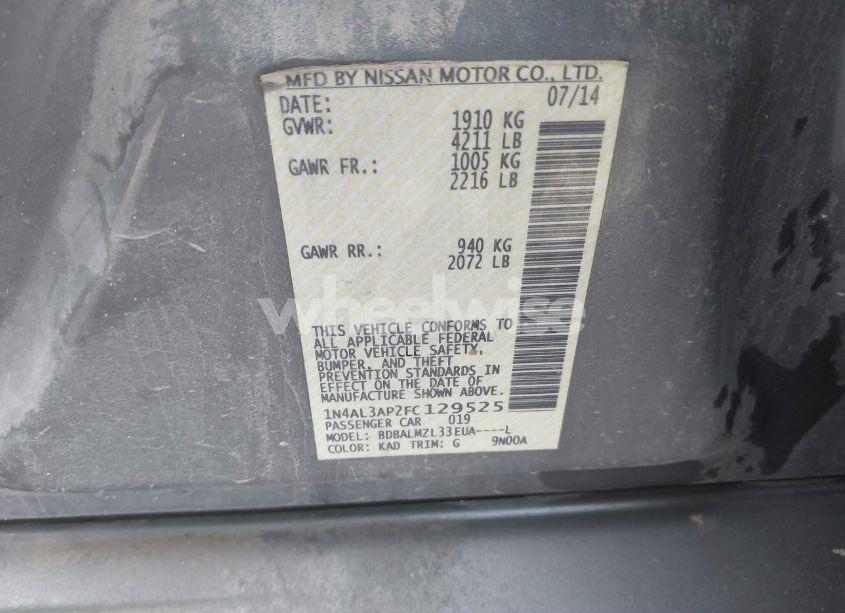 MFD BY NISSAN MOTOR CO., LTD.
DATE: 07/14
GVWR: 1910 KG
4211 LB
GAWR FR.: 1005 KG
2216 LB
GAWR RR.: 940 KG
2072 LB
wheelwise
THIS VEHICLE CONFORMS TO
ALL APPLICABLE FEDERAL
MOTOR VEHICLE SAFETY,
BUMPER, AND THEFT
PREVENTION STANDARDS IN
EFFECT ON THE DATE OF
MANUFACTURE SHOWN ABOVE.
1N4AL3AP2FC129525
PASSENGER CAR 019
MODEL: BDBALMZL33EUA----L
COLOR: KAD TRIM: G 9N00A